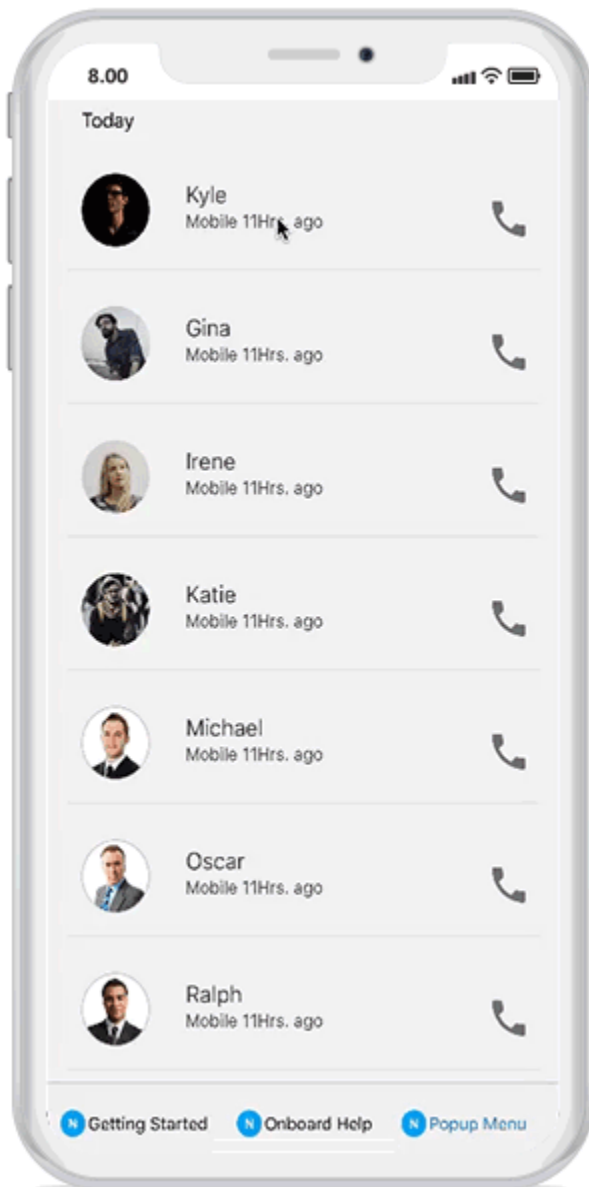 8.00
Today
Kyle
Mobile 11Hrs. ago
Gina
Mobile 11Hrs. ago
Irene
Mobile 11Hrs. ago
Katie
Mobile 11Hrs. ago
Michael
Mobile 11Hrs. ago
Oscar
Mobile 11Hrs. ago
Ralph
Mobile 11Hrs. ago
N Getting Started N Onboard Help N Popup Menu